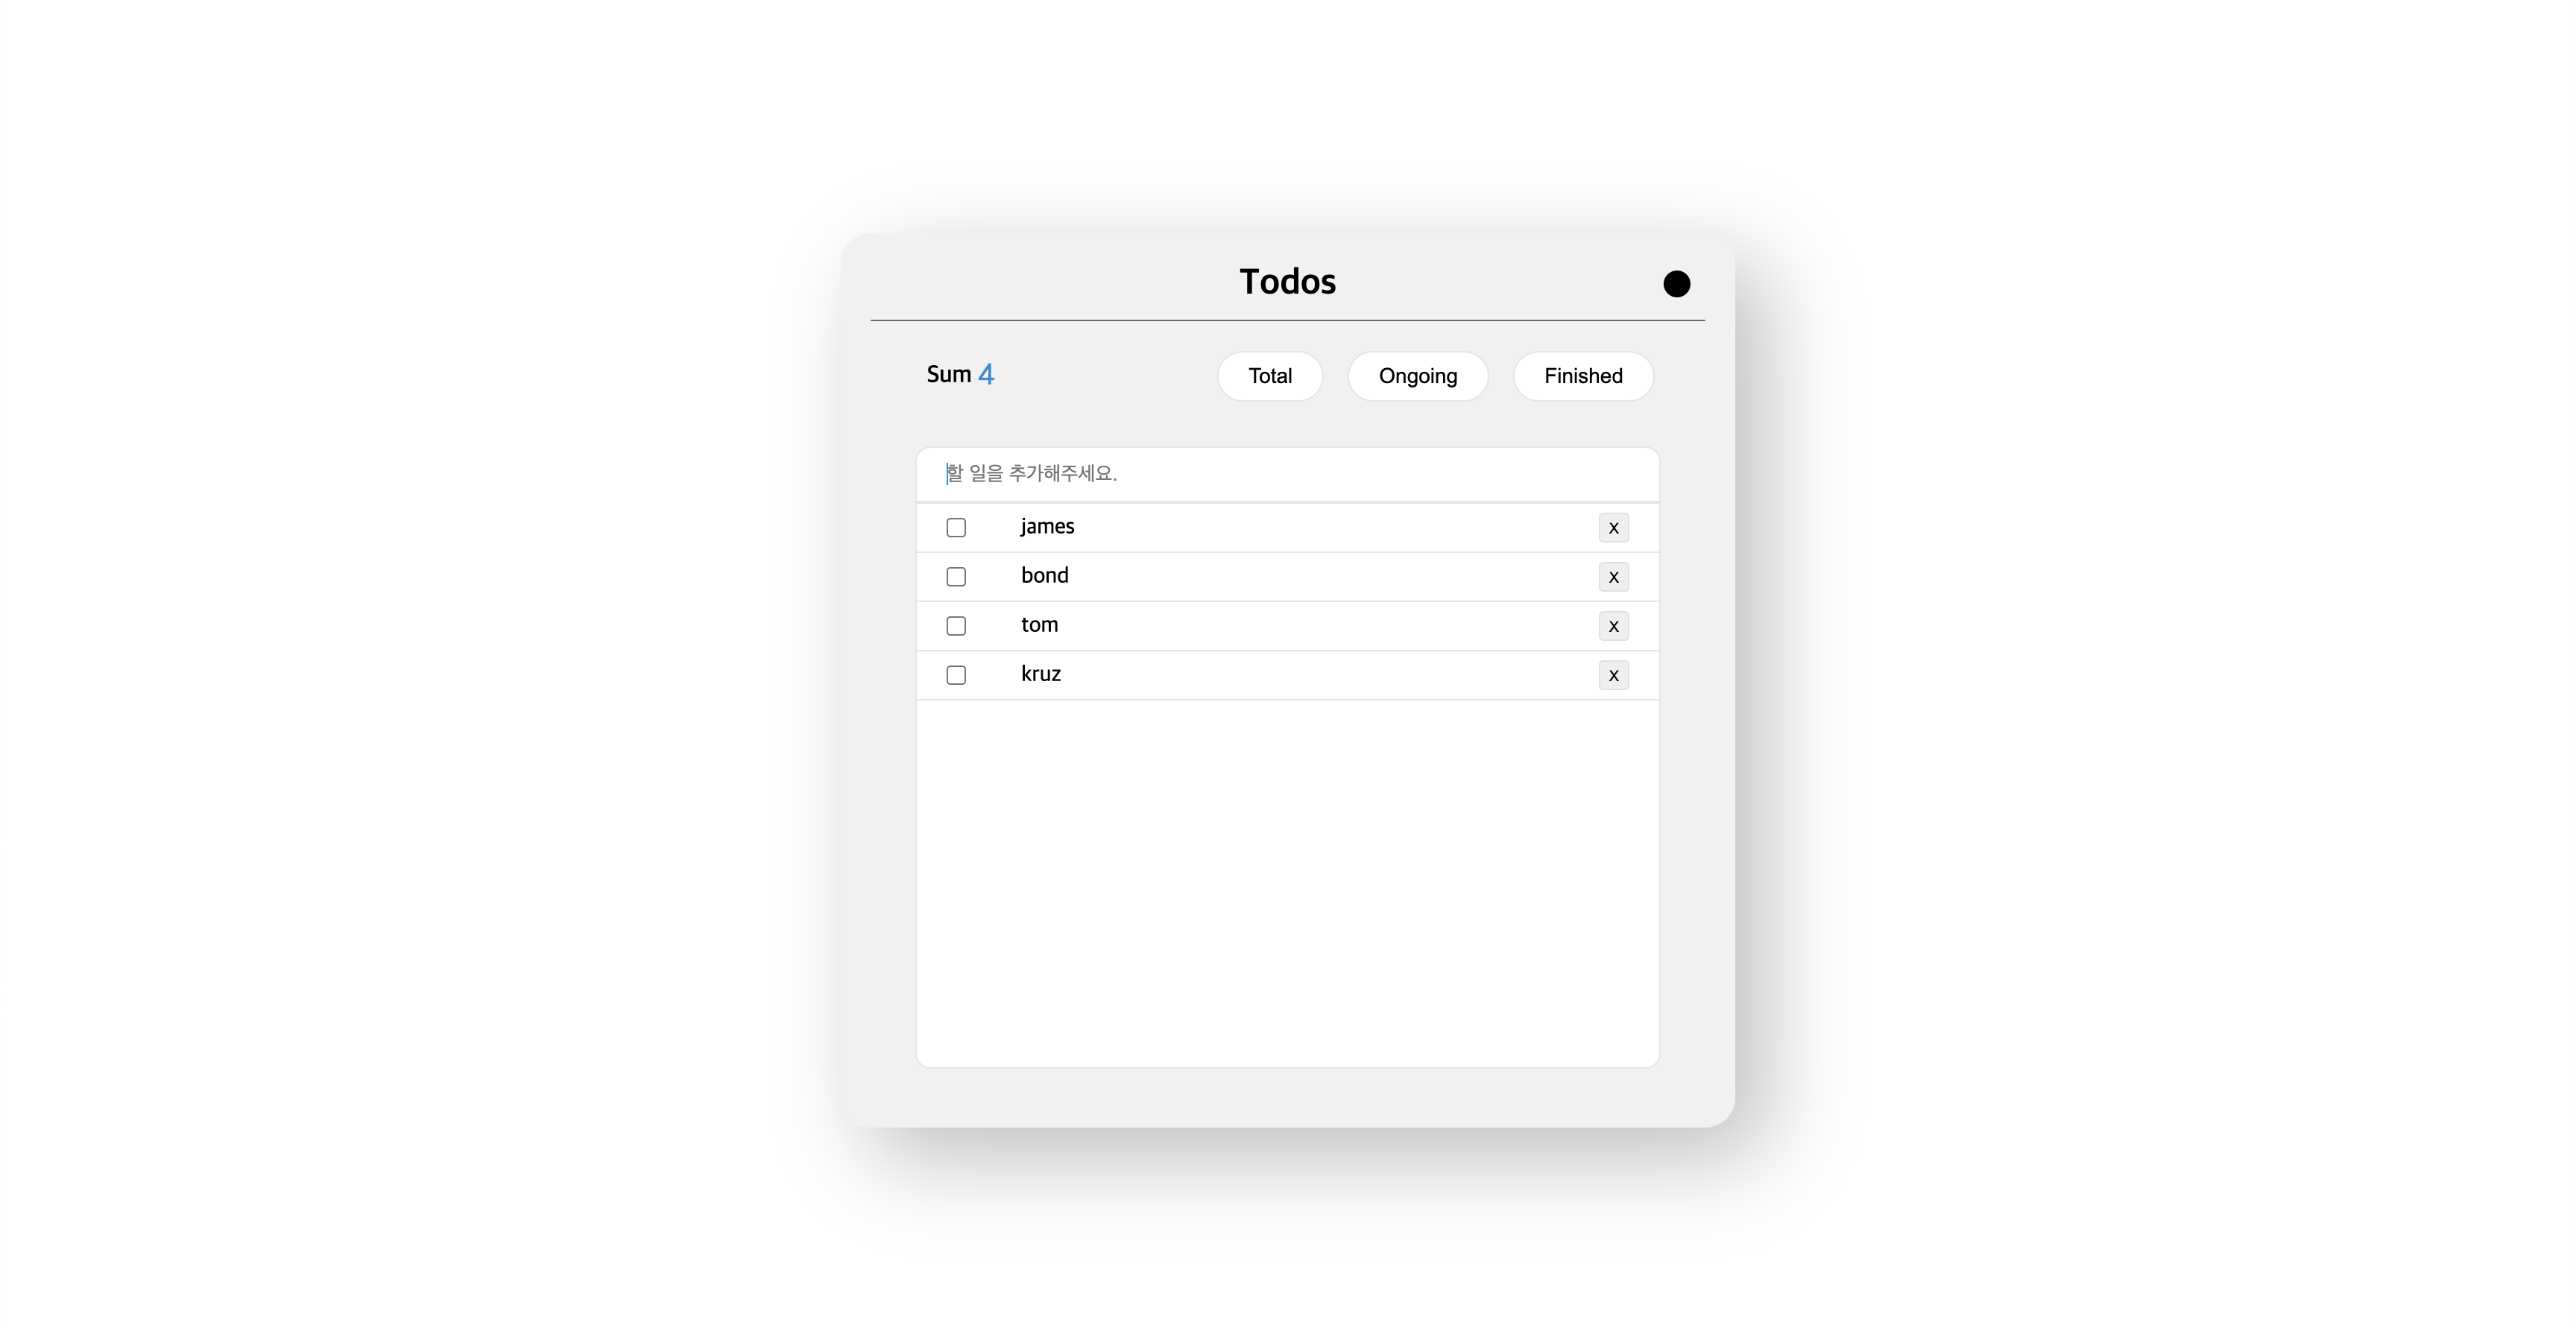 Todos
Sum 4
Total
Ongoing
Finished
할 일을 추가해주세요.
james
X
bond
X
tom
X
kruz
X